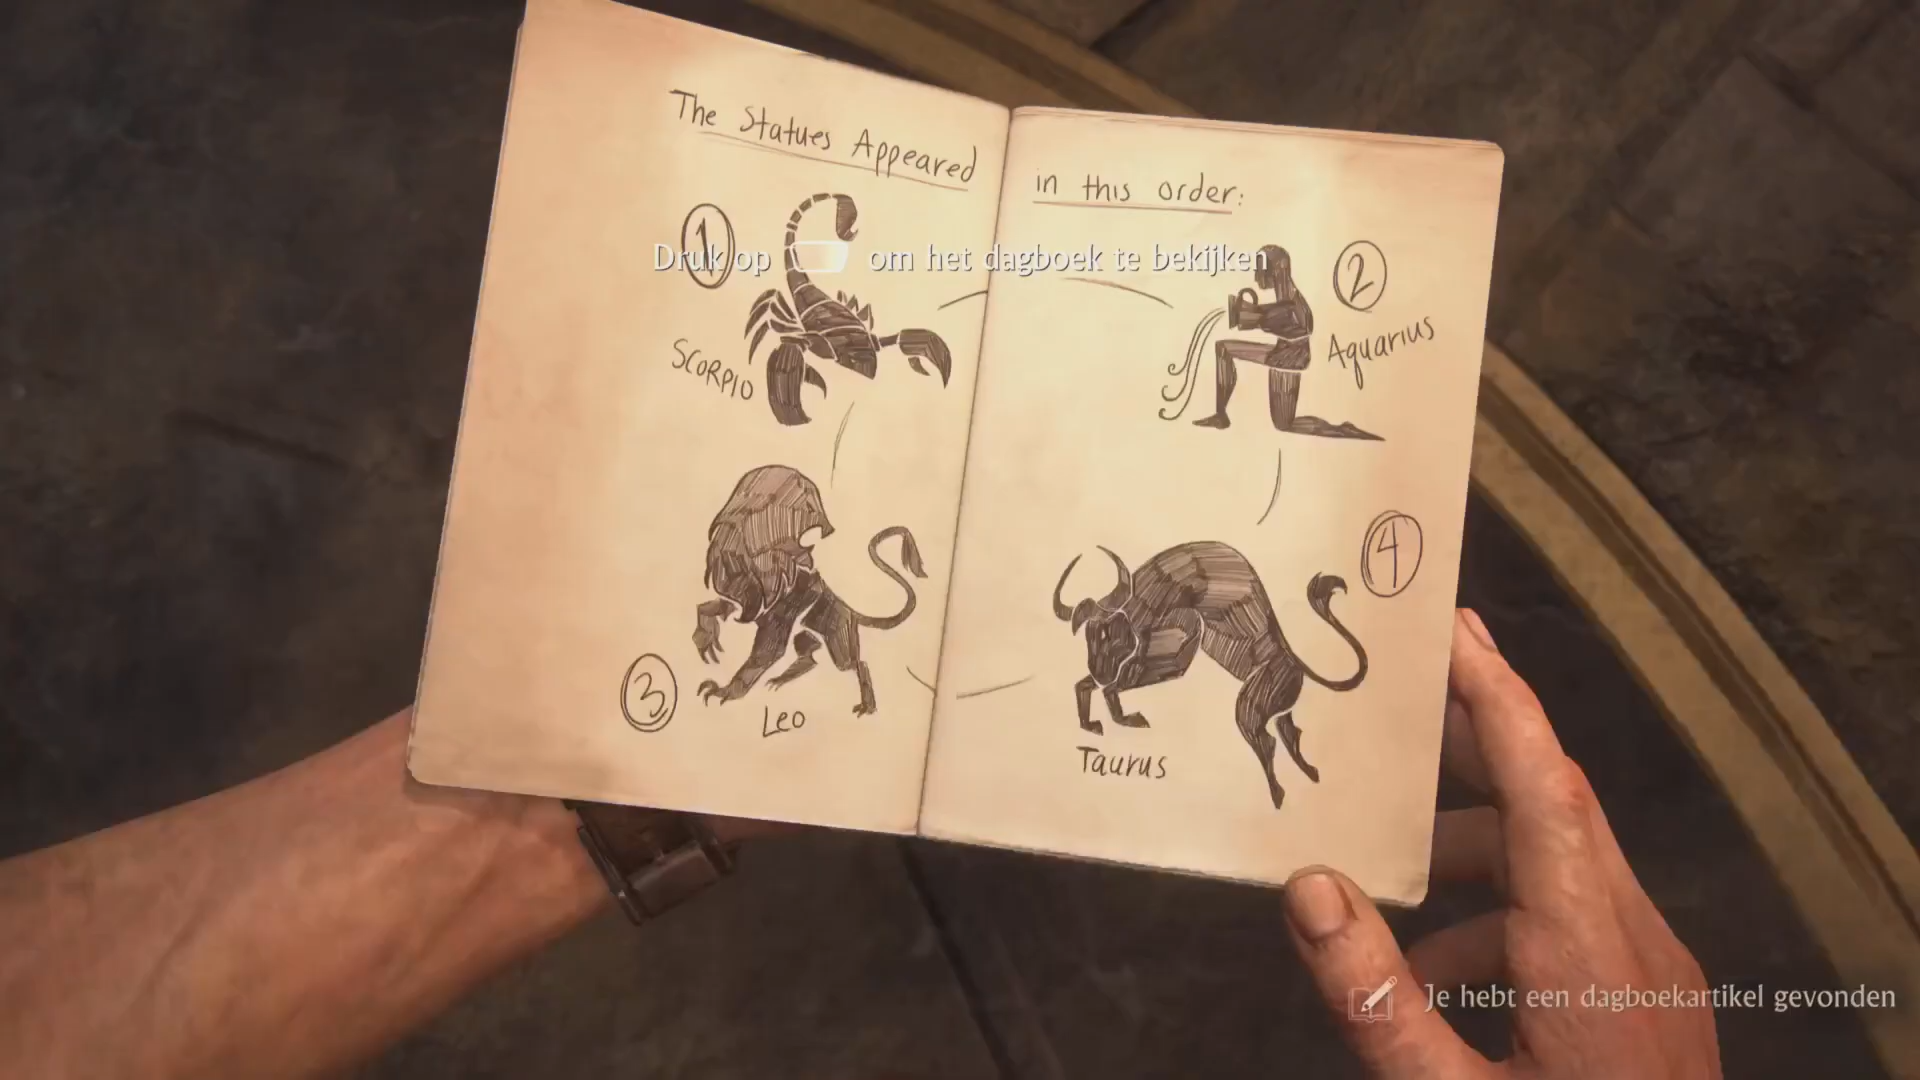 The Statues Appeared
in this order:
1
Druk op om het dagboek te bekijken
2
SCORPIO
Aquarius
3
Leo
4
Taurus
Je hebt een dagboekartikel gevonden